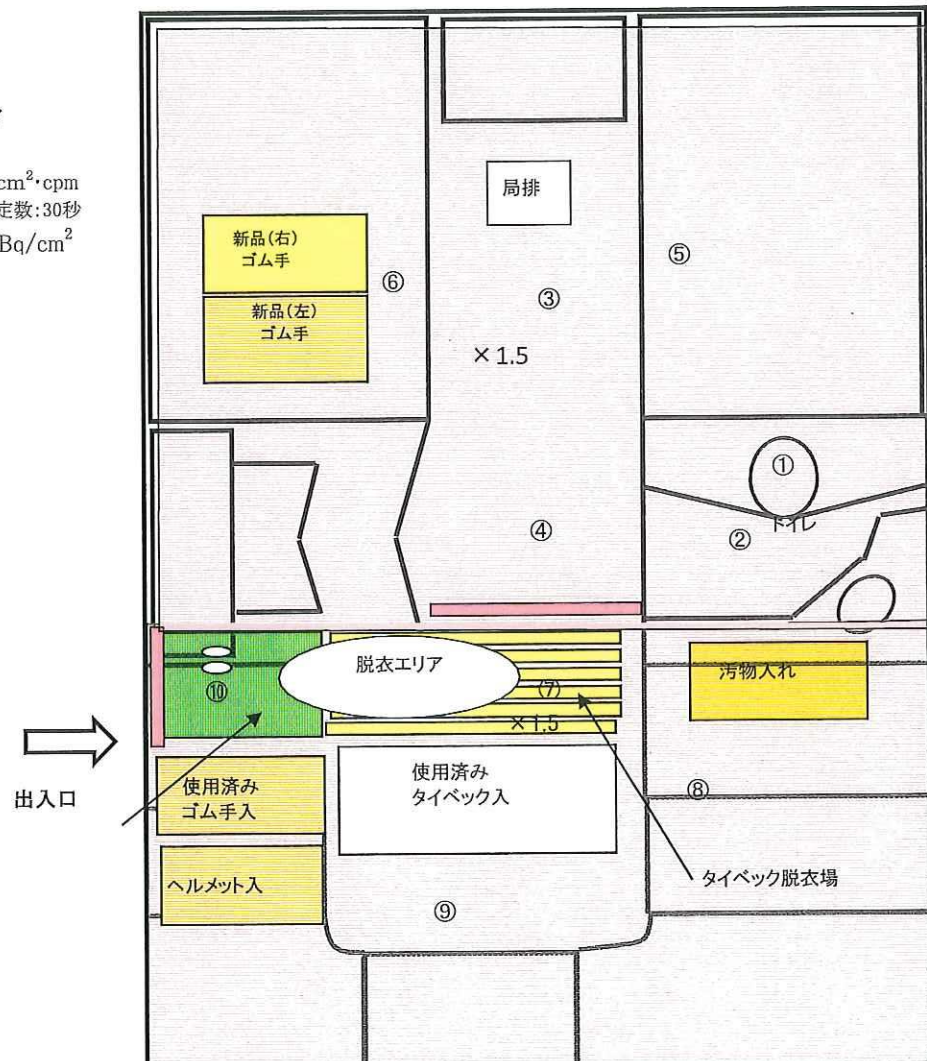 cm²・cpm
定数:30秒
Bq/cm²
局排
新品(右)
ゴム手
新品(左)
ゴム手
⑥
③
⑤
×1.5
①
トイレ
②
④
脱衣エリア
(7)
×1.5
汚物入れ
⑩
出入口
使用済み
ゴム手入
使用済み
タイベック入
⑧
ヘルメット入
タイベック脱衣場
⑨